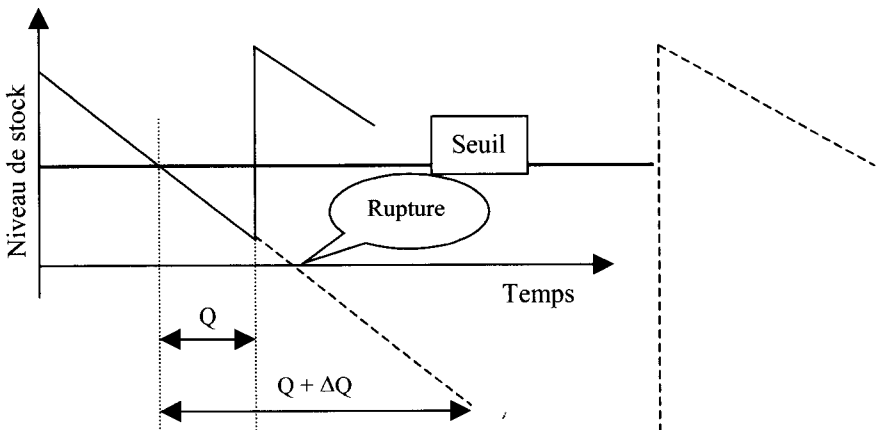 Niveau de stock
Seuil
Rupture
Temps
Q
Q + ΔQ